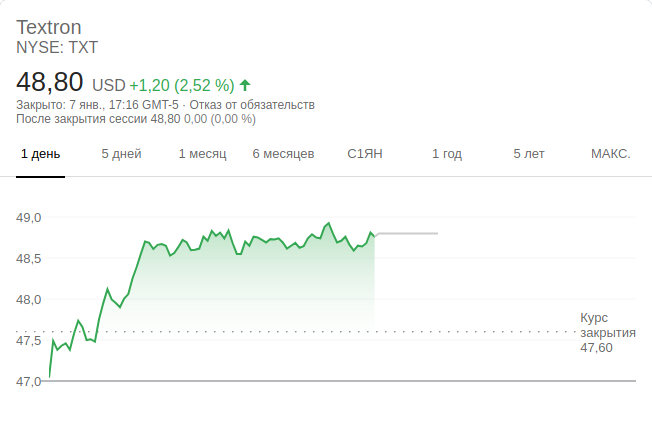 Textron
NYSE: TXT
48,80 USD +1,20 (2,52 %)
Закрыто: 7 янв., 17:16 GMT-5 · Отказ от обязательств
После закрытия сессии 48,80 0,00 (0,00 %)
1 день 5 дней 1 месяц 6 месяцев С1ЯН 1 год 5 лет МАКС.
49,0
48,5
48,0
Курс
закрытия
47,60
47,5
47,0